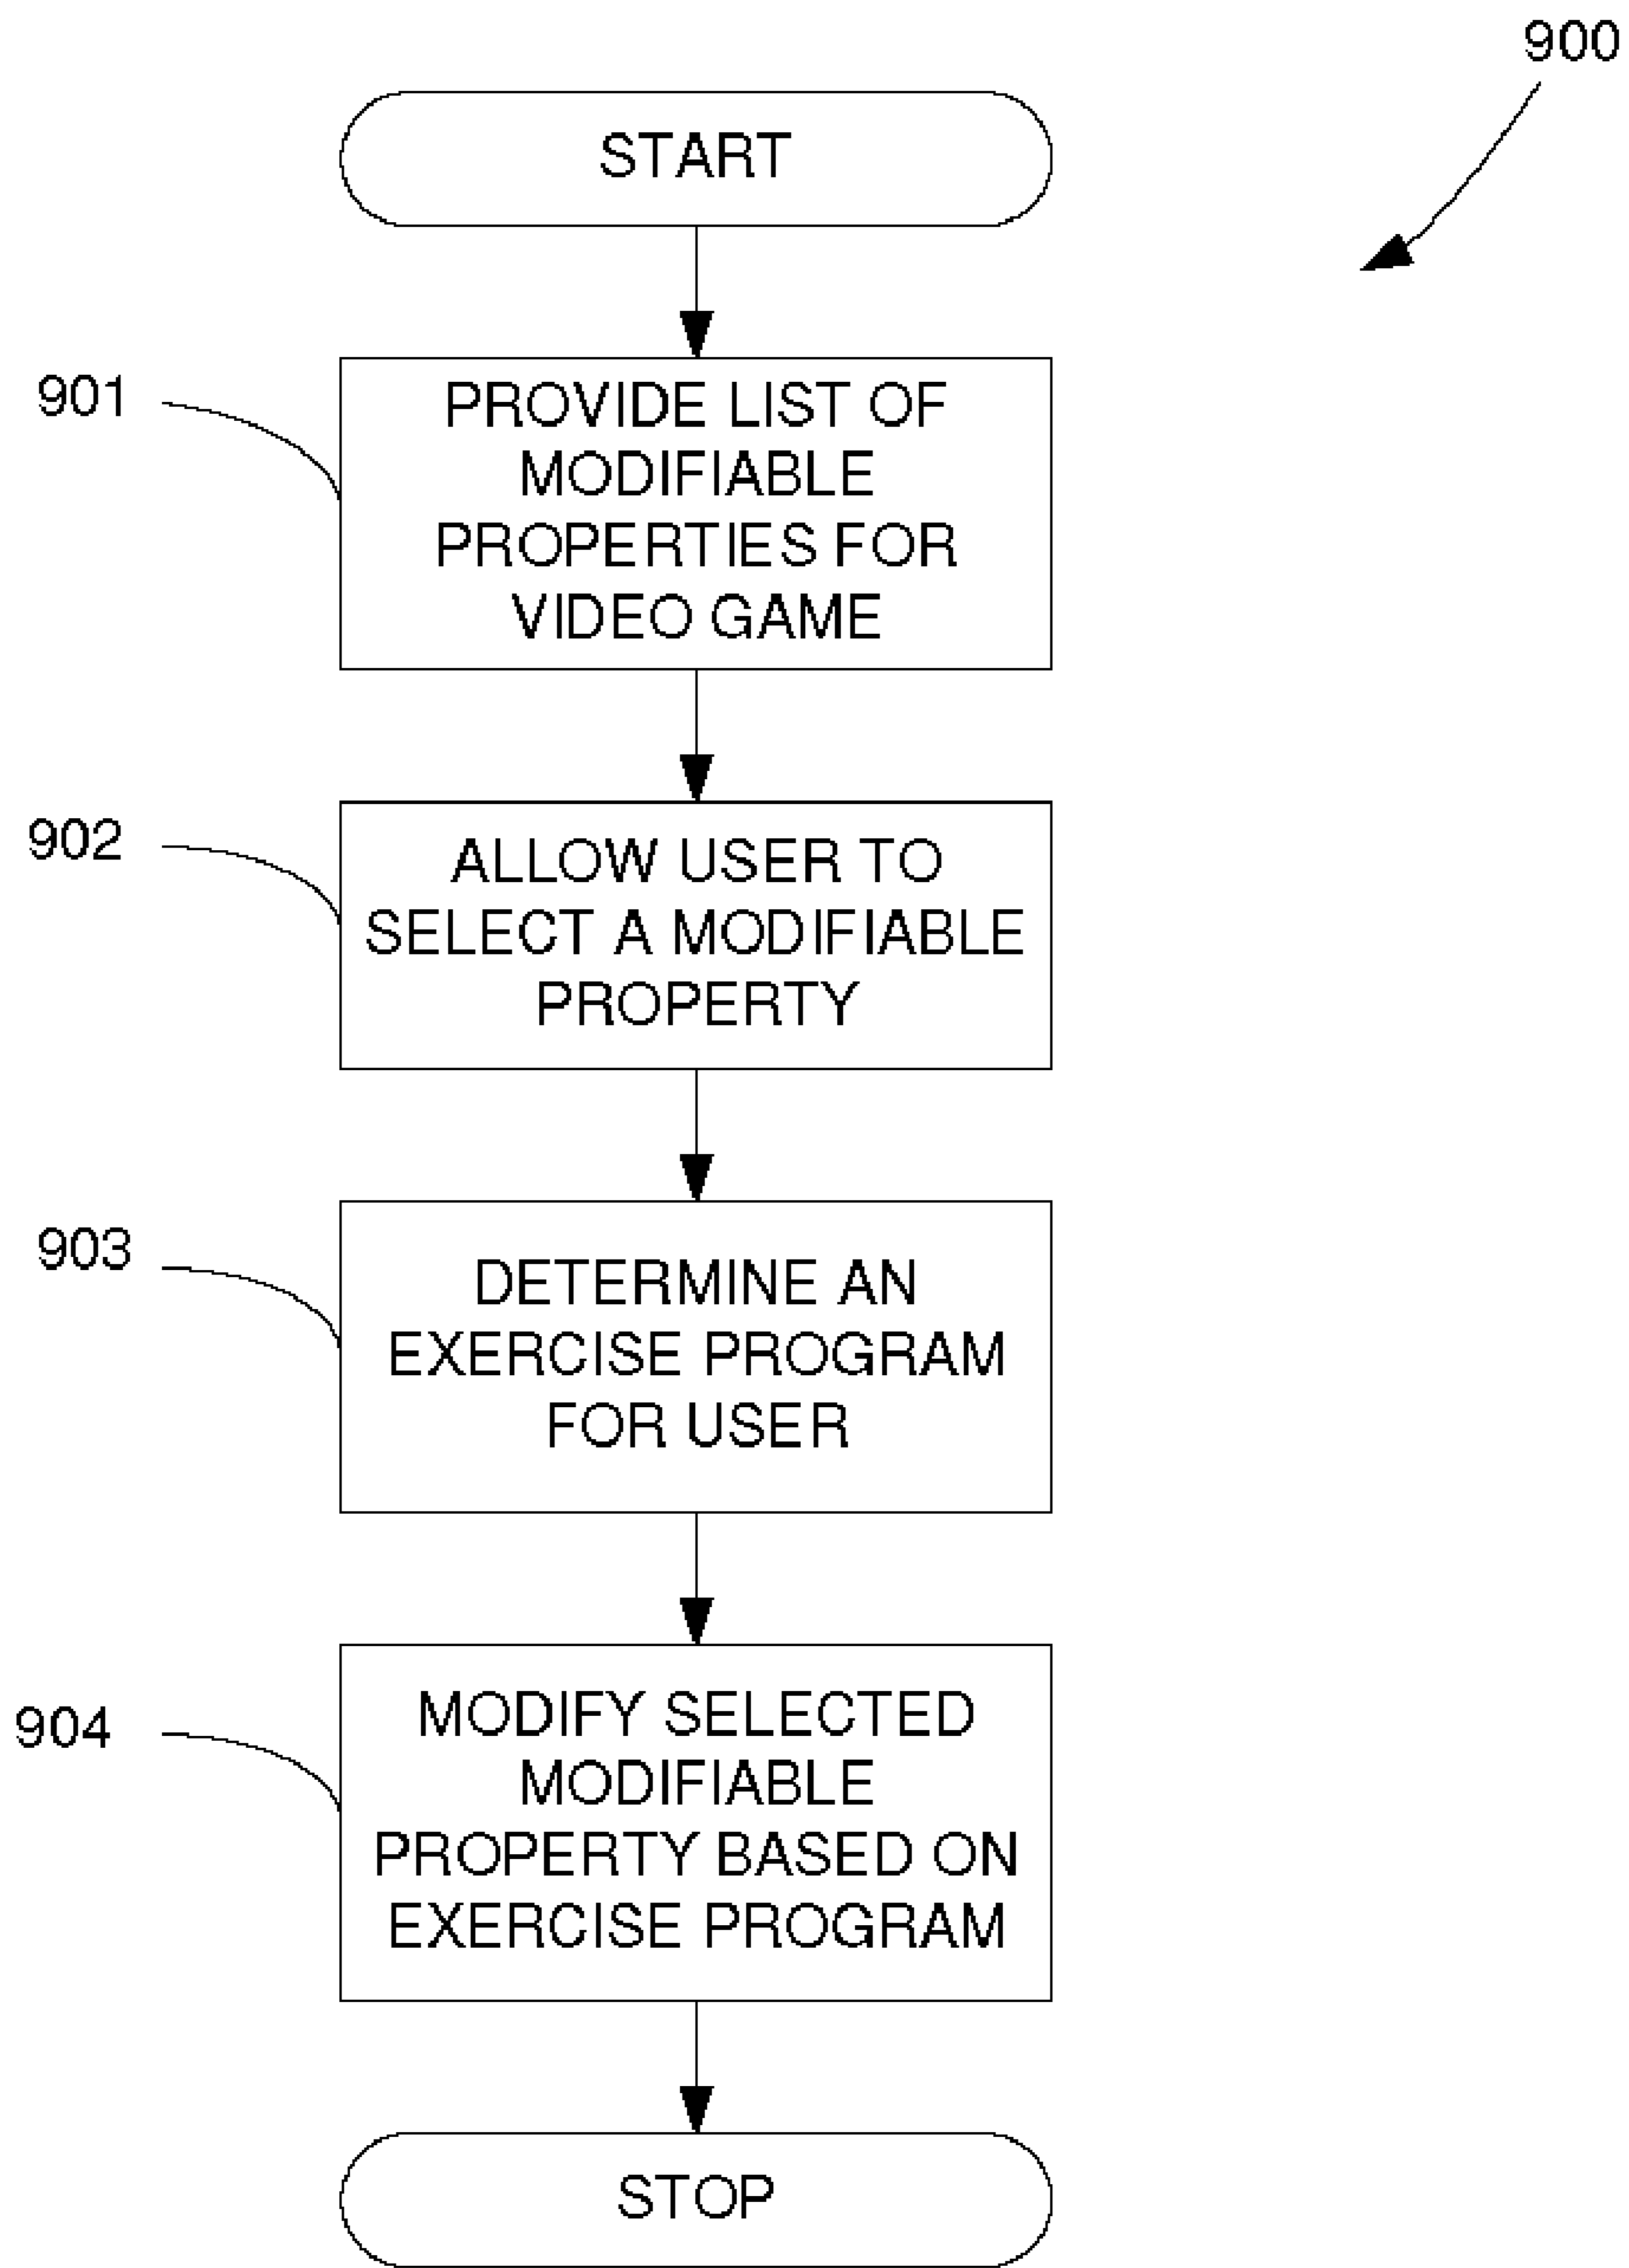 900
START
901
PROVIDE LIST OF
MODIFIABLE
PROPERTIES FOR
VIDEO GAME
902
ALLOW USER TO
SELECT A MODIFIABLE
PROPERTY
903
DETERMINE AN
EXERCISE PROGRAM
FOR USER
904
MODIFY SELECTED
MODIFIABLE
PROPERTY BASED ON
EXERCISE PROGRAM
STOP